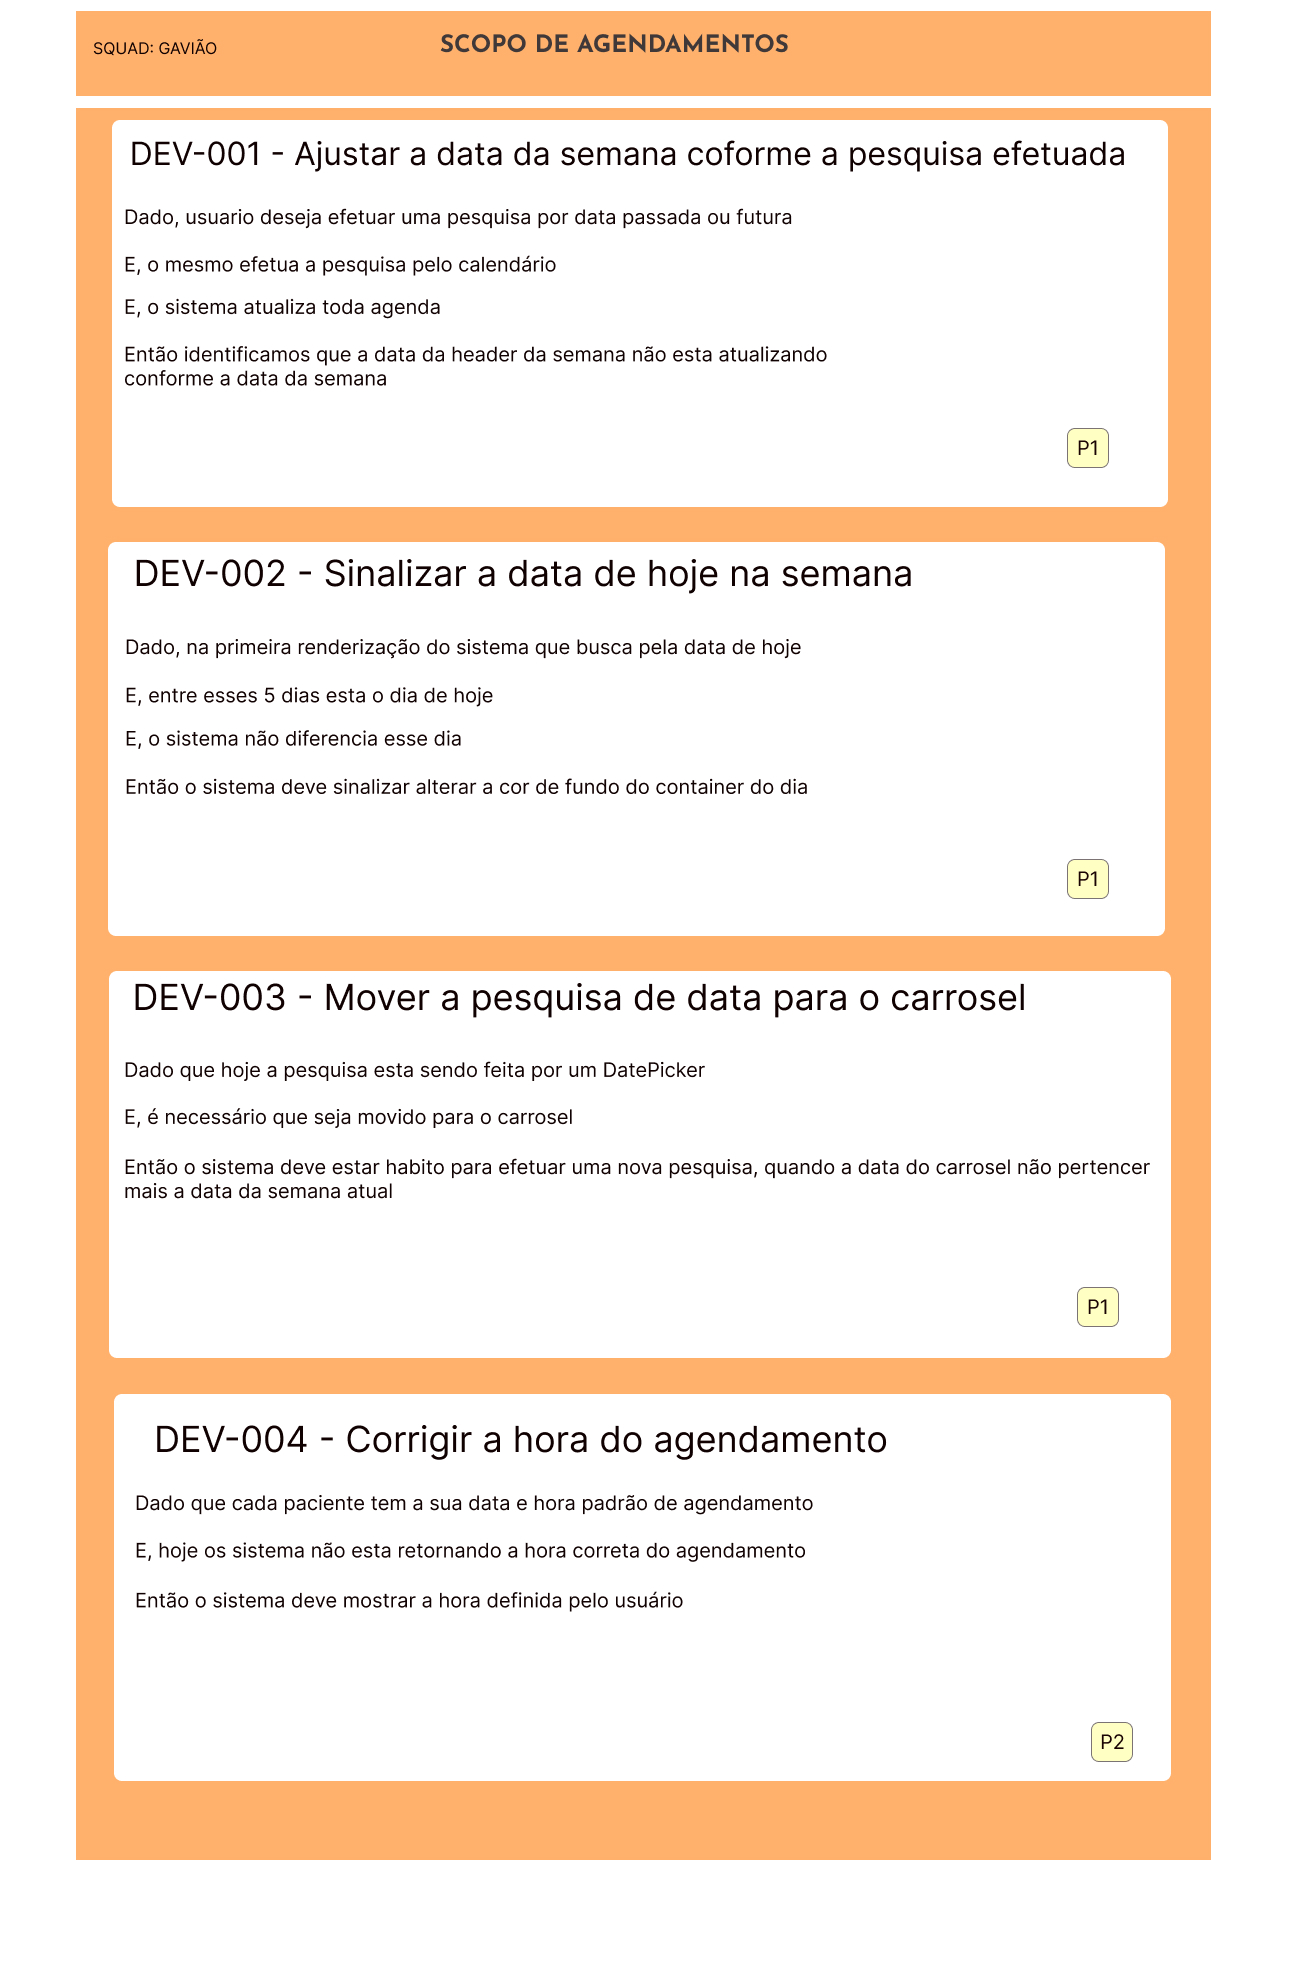 SQUAD: GAVIÃO
SCOPO DE AGENDAMENTOS
DEV-001 - Ajustar a data da semana coforme a pesquisa efetuada
Dado, usuario deseja efetuar uma pesquisa por data passada ou futura
E, o mesmo efetua a pesquisa pelo calendário
E, o sistema atualiza toda agenda
Então identificamos que a data da header da semana não esta atualizando
conforme a data da semana
P1
DEV-002 - Sinalizar a data de hoje na semana
Dado, na primeira renderização do sistema que busca pela data de hoje
E, entre esses 5 dias esta o dia de hoje
E, o sistema não diferencia esse dia
Então o sistema deve sinalizar alterar a cor de fundo do container do dia
P1
DEV-003 - Mover a pesquisa de data para o carrosel
Dado que hoje a pesquisa esta sendo feita por um DatePicker
E, é necessário que seja movido para o carrosel
Então o sistema deve estar habito para efetuar uma nova pesquisa, quando a data do carrosel não pertencer
mais a data da semana atual
P1
DEV-004 - Corrigir a hora do agendamento
Dado que cada paciente tem a sua data e hora padrão de agendamento
E, hoje os sistema não esta retornando a hora correta do agendamento
Então o sistema deve mostrar a hora definida pelo usuário
P2